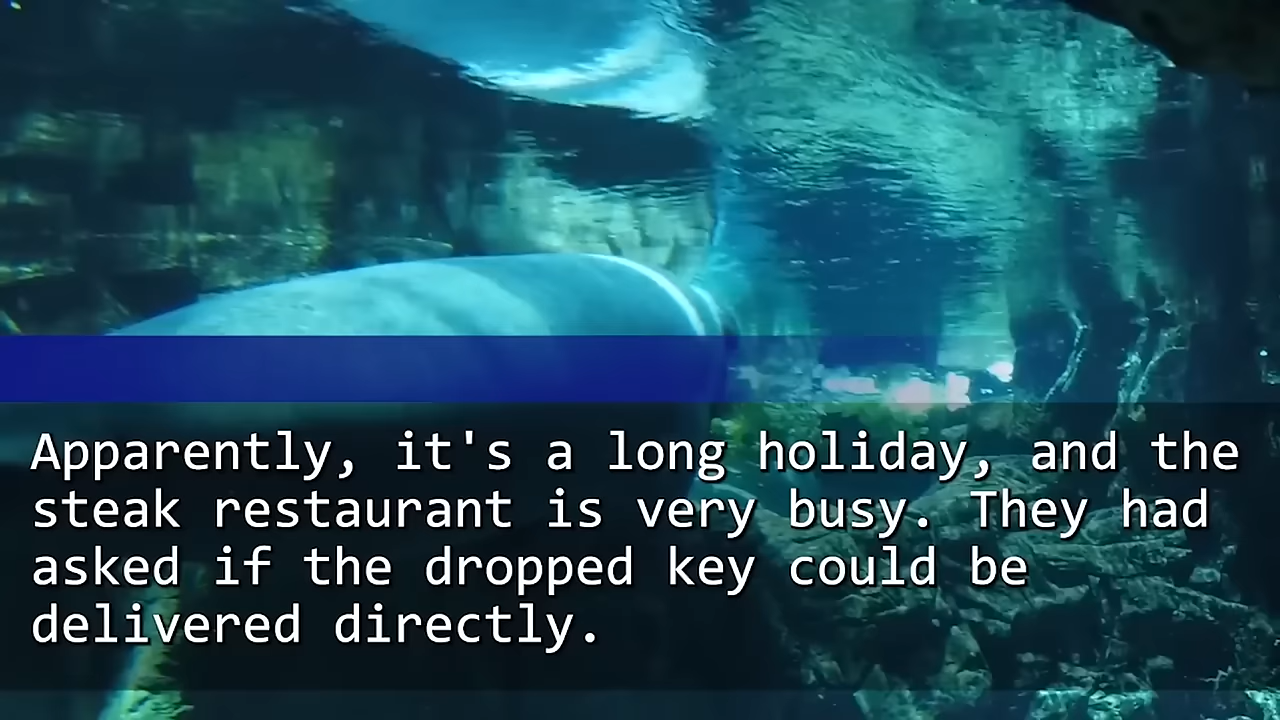 Apparently, it's a long holiday, and the
steak restaurant is very busy. They had
asked if the dropped key could be
delivered directly.